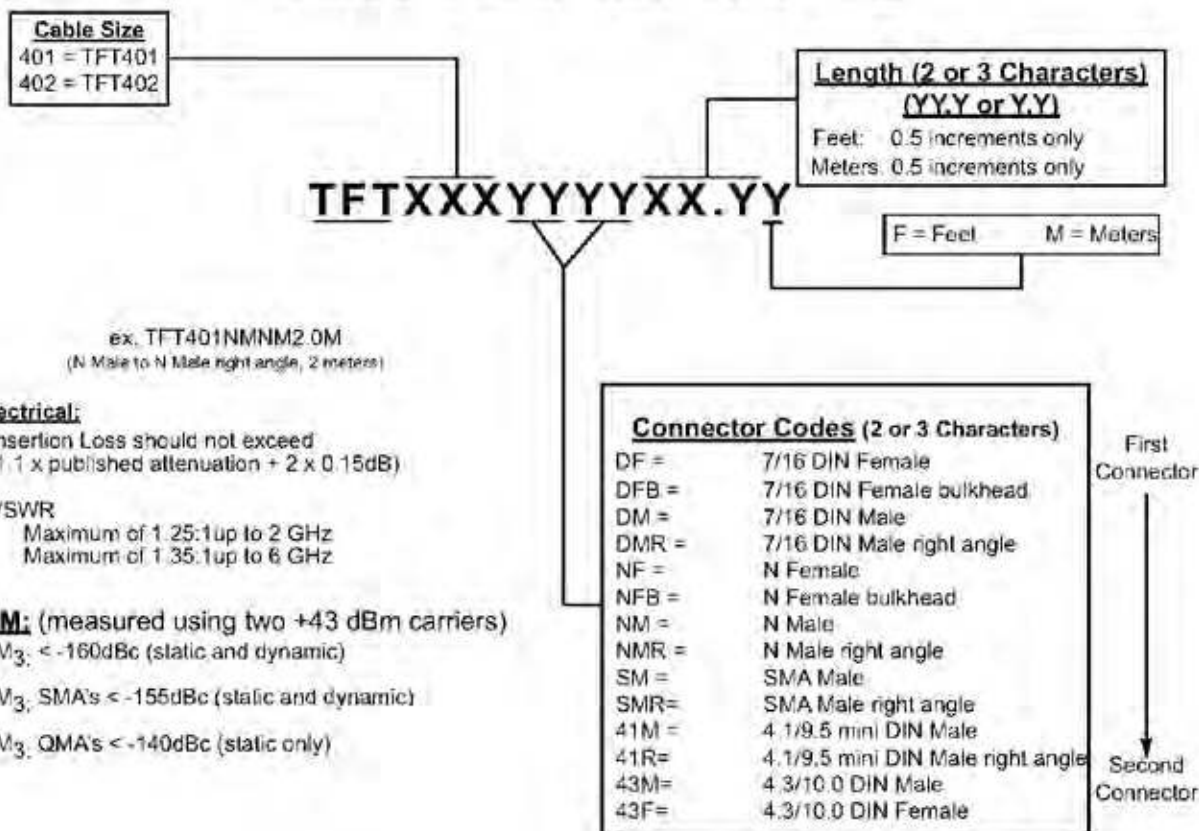 Cable Size
401 = TFT401
402 = TFT402
Length (2 or 3 Characters)
(YY.Y or Y.Y)
Feet: 0.5 increments only
Meters: 0.5 increments only
TFTXXXYYYYXX.YY
F = Feet M = Meters
ex. TFT401NMNM2.0M
(N Male to N Male right angle, 2 meters)
ectrical:
nsertion Loss should not exceed
.1 x published attenuation + 2 x 0.15dB)
SWR
Maximum of 1.25:1up to 2 GHz
Maximum of 1.35:1up to 6 GHz
M: (measured using two +43 dBm carriers)
M3: < -160dBc (static and dynamic)
M3: SMA's < -155dBc (static and dynamic)
M3: QMA's < -140dBc (static only)
Connector Codes (2 or 3 Characters)
DF = 7/16 DIN Female
DFB = 7/16 DIN Female bulkhead
DM = 7/16 DIN Male
DMR = 7/16 DIN Male right angle
NF = N Female
NFB = N Female bulkhead
NM = N Male
NMR = N Male right angle
SM = SMA Male
SMR= SMA Male right angle
41M = 4.1/9.5 mini DIN Male
41R= 4.1/9.5 mini DIN Male right angle
43M= 4.3/10.0 DIN Male
43F= 4.3/10.0 DIN Female
First
Connector
Second
Connector